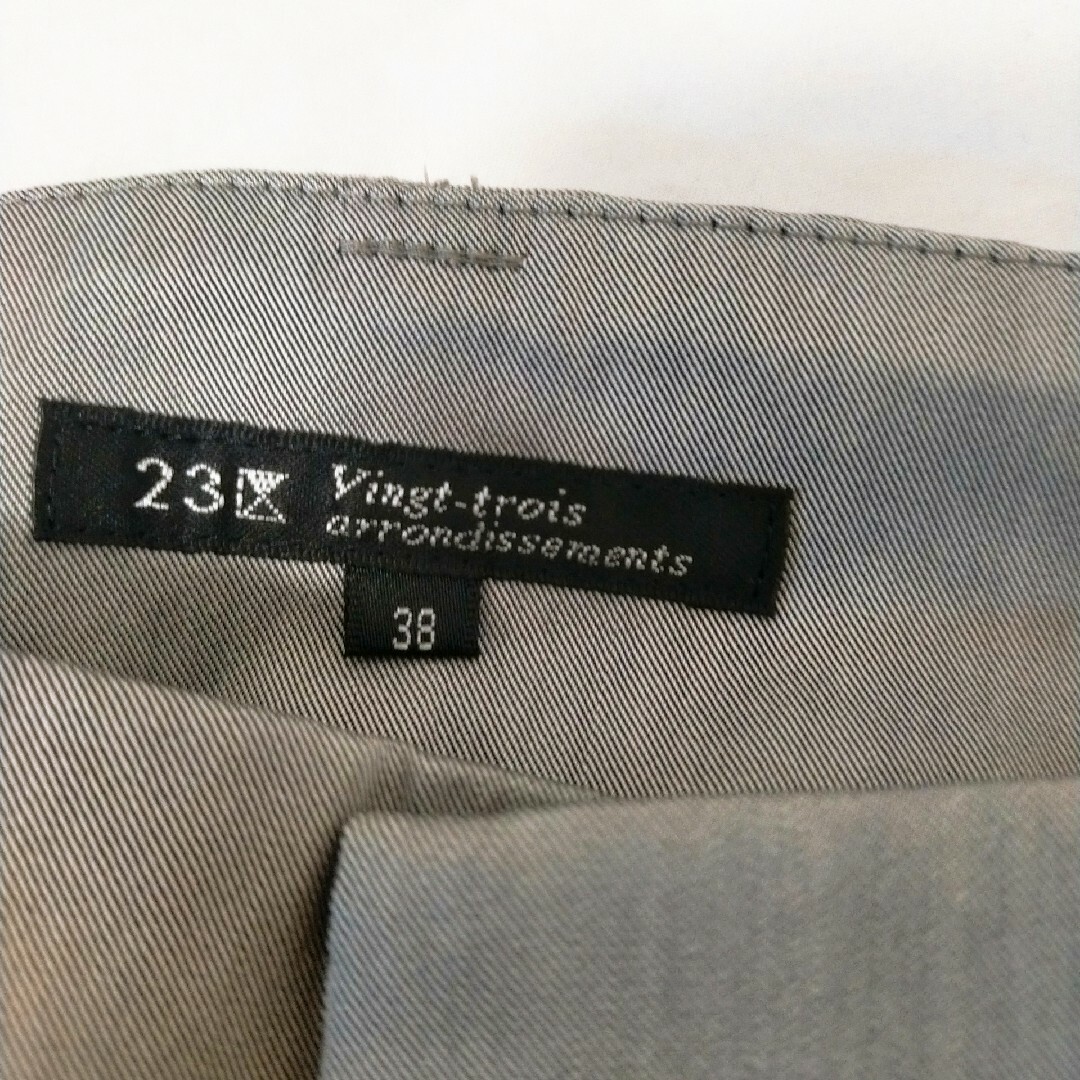 23区 Vingt-trois
arrondissements
38